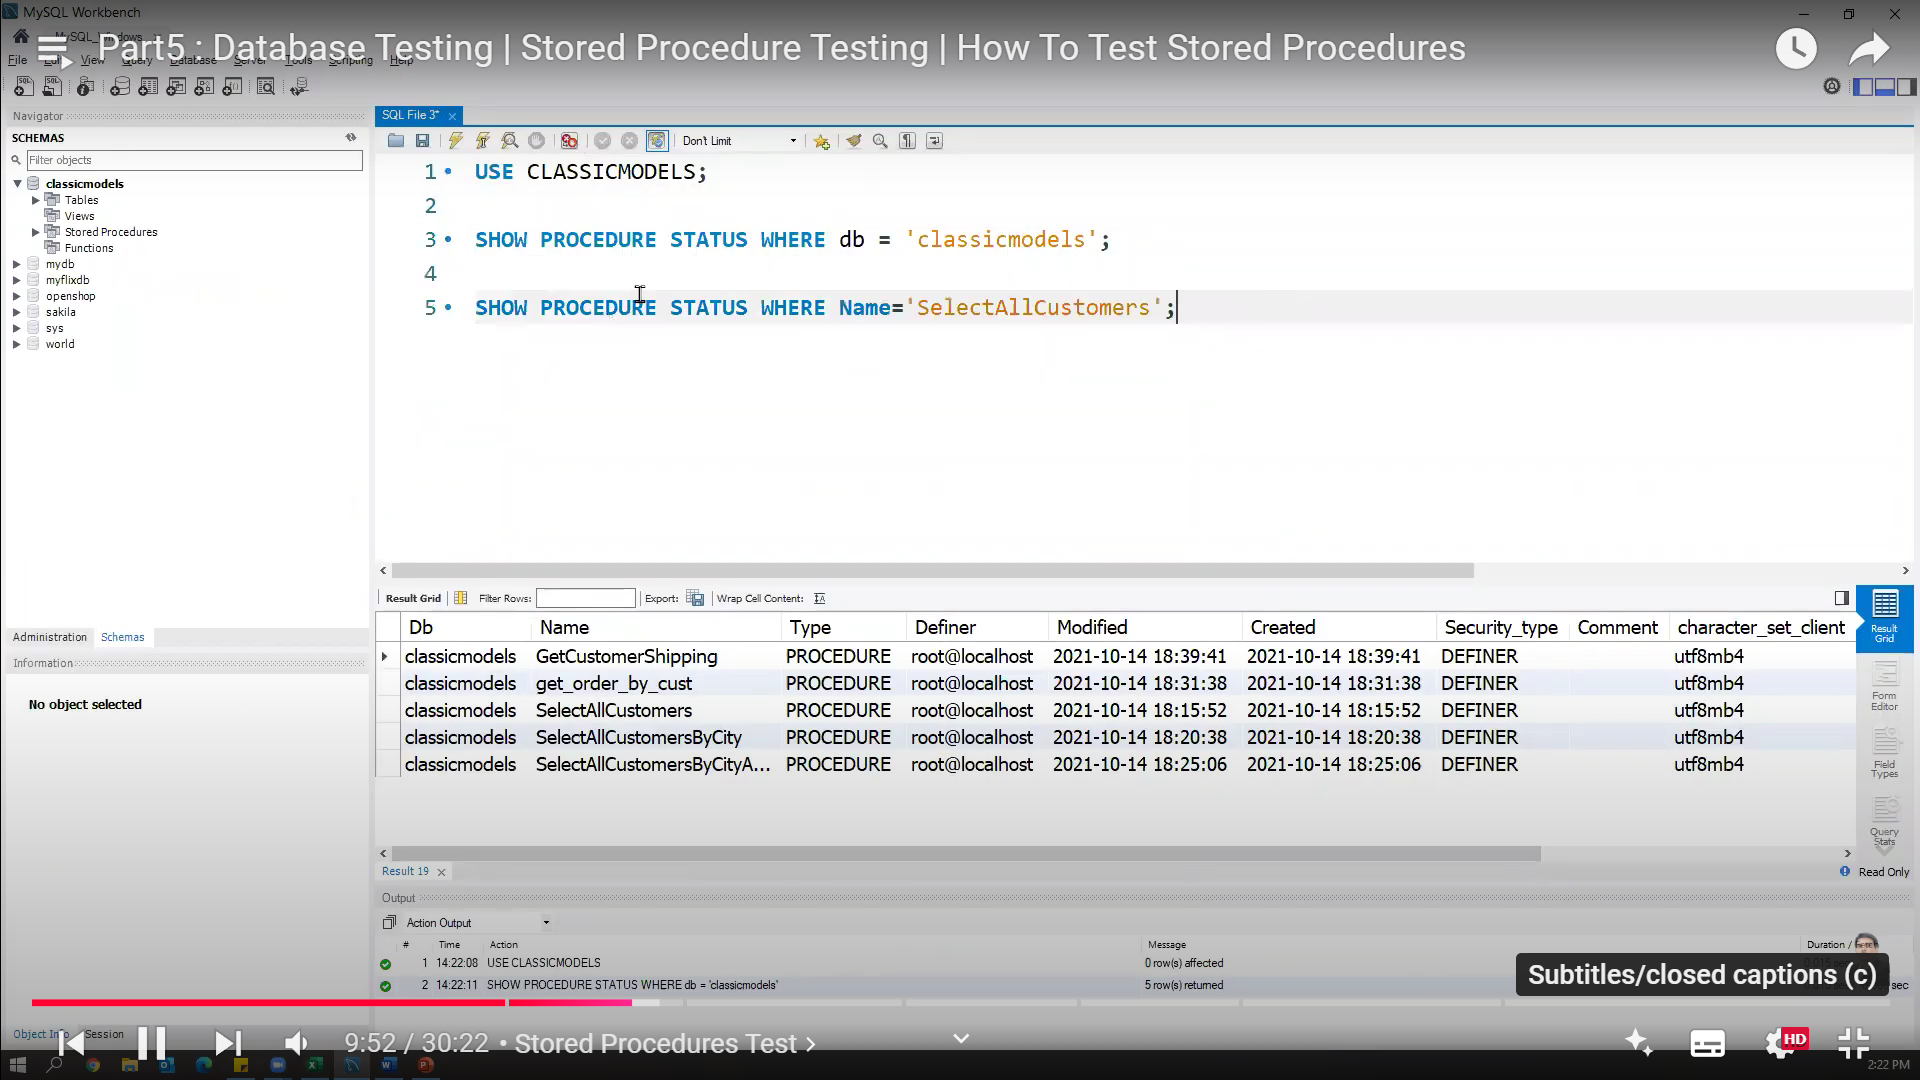 MySQL Workbench
Part5 : Database Testing | Stored Procedure Testing | How To Test Stored Procedures
MySQL_Windows
File Edit View Query Database Server Tools Scripting Help
Navigator
SCHEMAS
Filter objects
classicmodels
Tables
Views
Stored Procedures
Functions
mydb
myflixdb
openshop
sakila
sys
world
Administration Schemas
Information
No object selected
SQL File 3*
Don't Limit
1 USE CLASSICMODELS;
2
3 SHOW PROCEDURE STATUS WHERE db = 'classicmodels';
4
5 SHOW PROCEDURE STATUS WHERE Name='SelectAllCustomers';
Result Grid Filter Rows: Export: Wrap Cell Content:
Db Name Type Definer Modified Created Security_type Comment character_set_client
classicmodels GetCustomerShipping PROCEDURE root@localhost 2021-10-14 18:39:41 2021-10-14 18:39:41 DEFINER utf8mb4
classicmodels get_order_by_cust PROCEDURE root@localhost 2021-10-14 18:31:38 2021-10-14 18:31:38 DEFINER utf8mb4
classicmodels SelectAllCustomers PROCEDURE root@localhost 2021-10-14 18:15:52 2021-10-14 18:15:52 DEFINER utf8mb4
classicmodels SelectAllCustomersByCity PROCEDURE root@localhost 2021-10-14 18:20:38 2021-10-14 18:20:38 DEFINER utf8mb4
classicmodels SelectAllCustomersByCityA... PROCEDURE root@localhost 2021-10-14 18:25:06 2021-10-14 18:25:06 DEFINER utf8mb4
Result
Grid
Form
Editor
Field
Types
Query
Stats
Result 19
Read Only
Output
Action Output
# Time Action Message Duration /
1 14:22:08 USE CLASSICMODELS 0 row(s) affected
2 14:22:11 SHOW PROCEDURE STATUS WHERE db = 'classicmodels' 5 row(s) returned sec
Subtitles/closed captions (c)
Object Info Session
9:52 / 30:22 • Stored Procedures Test
HD
2:22 PM